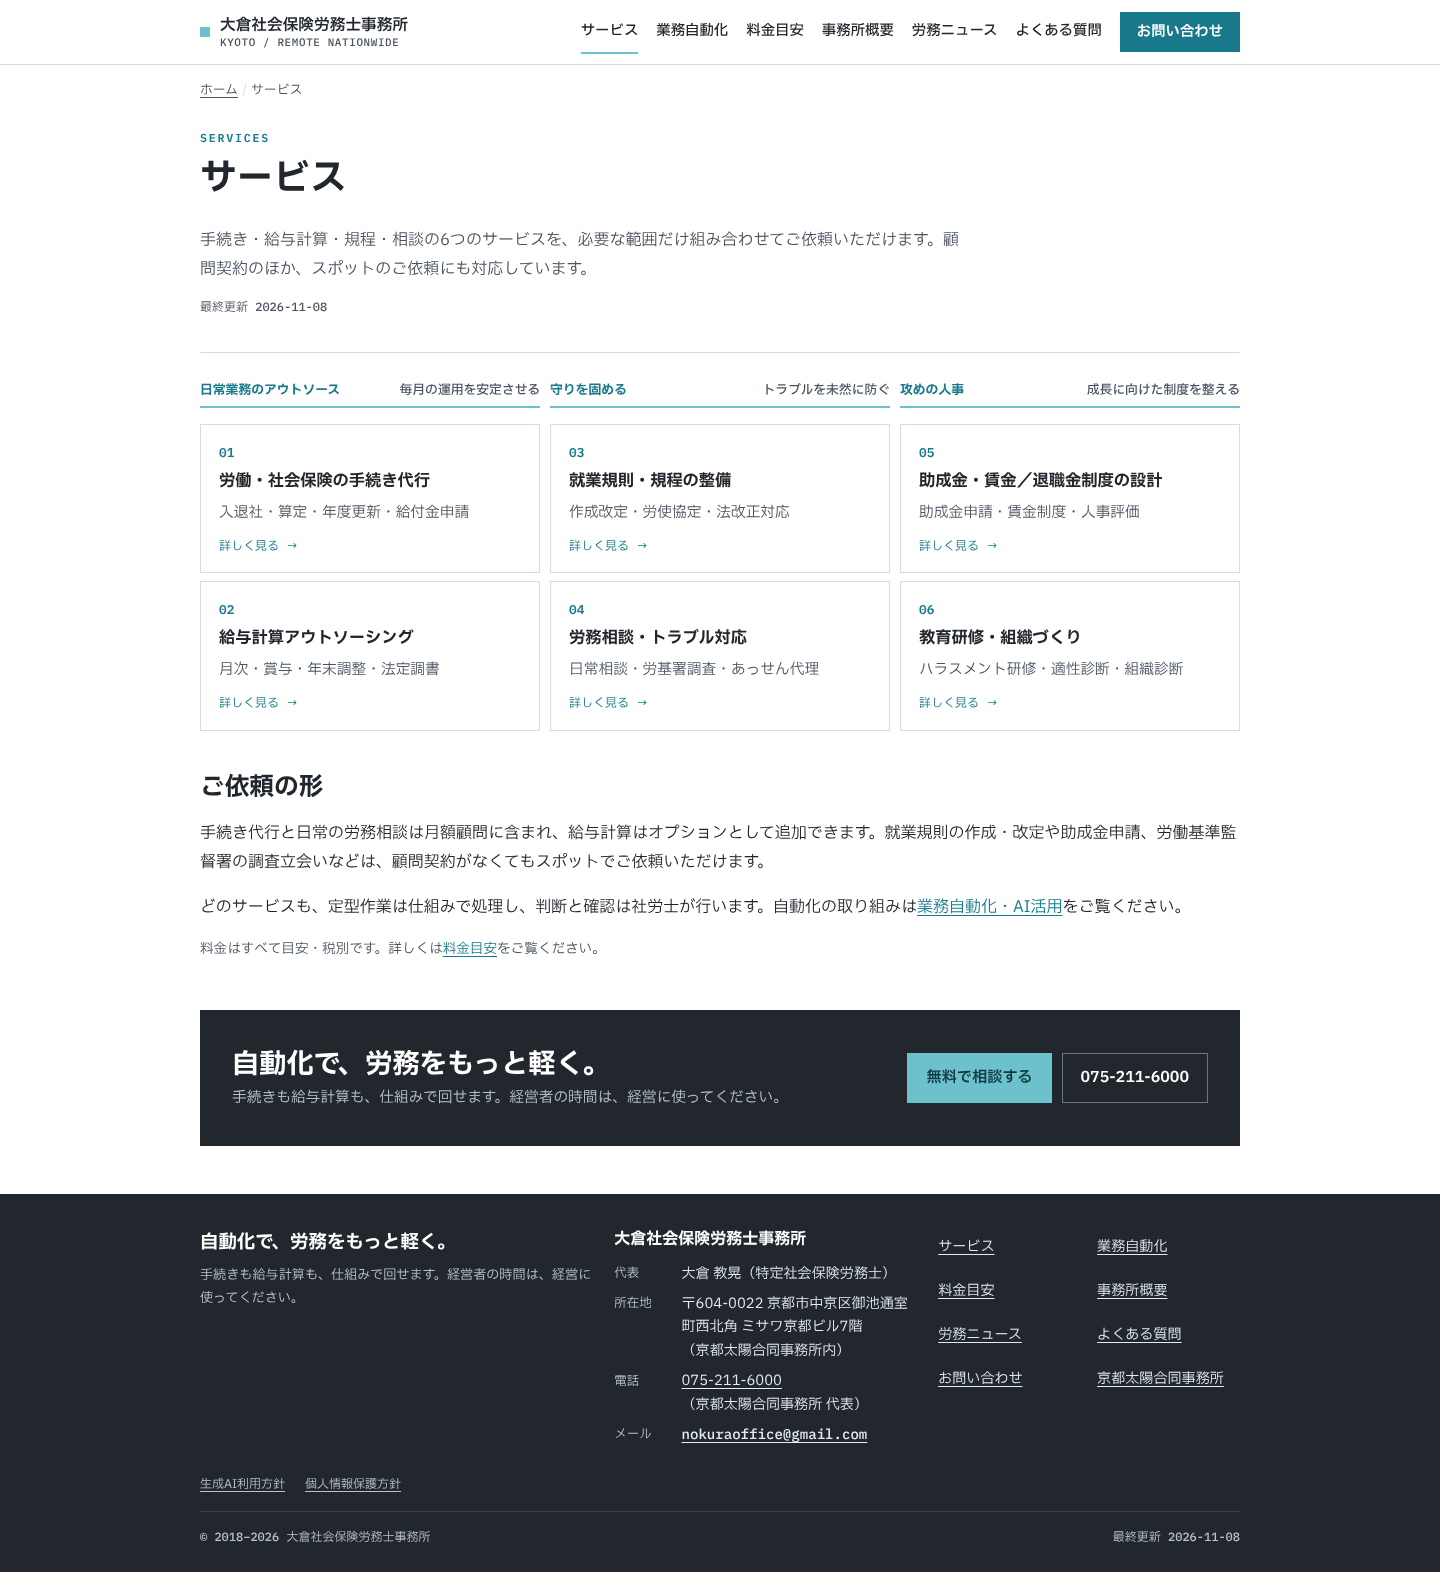 大倉社会保険労務士事務所
KYOTO / REMOTE NATIONWIDE
サービス 業務自動化 料金目安 事務所概要 労務ニュース よくある質問 お問い合わせ
ホーム / サービス
SERVICES
サービス
手続き・給与計算・規程・相談の6つのサービスを、必要な範囲だけ組み合わせてご依頼いただけます。顧
問契約のほか、スポットのご依頼にも対応しています。
最終更新 2026-11-08
日常業務のアウトソース 毎月の運用を安定させる
01
労働・社会保険の手続き代行
入退社・算定・年度更新・給付金申請
詳しく見る →
02
給与計算アウトソーシング
月次・賞与・年末調整・法定調書
詳しく見る →
守りを固める トラブルを未然に防ぐ
03
就業規則・規程の整備
作成改定・労使協定・法改正対応
詳しく見る →
04
労務相談・トラブル対応
日常相談・労基署調査・あっせん代理
詳しく見る →
攻めの人事 成長に向けた制度を整える
05
助成金・賃金／退職金制度の設計
助成金申請・賃金制度・人事評価
詳しく見る →
06
教育研修・組織づくり
ハラスメント研修・適性診断・組織診断
詳しく見る →
ご依頼の形
手続き代行と日常の労務相談は月額顧問に含まれ、給与計算はオプションとして追加できます。就業規則の作成・改定や助成金申請、労働基準監
督署の調査立会いなどは、顧問契約がなくてもスポットでご依頼いただけます。
どのサービスも、定型作業は仕組みで処理し、判断と確認は社労士が行います。自動化の取り組みは業務自動化・AI活用をご覧ください。
料金はすべて目安・税別です。詳しくは料金目安をご覧ください。
自動化で、労務をもっと軽く。
手続きも給与計算も、仕組みで回せます。経営者の時間は、経営に使ってください。
無料で相談する 075-211-6000
自動化で、労務をもっと軽く。
手続きも給与計算も、仕組みで回せます。経営者の時間は、経営に
使ってください。
大倉社会保険労務士事務所
代表 大倉 教晃（特定社会保険労務士）
所在地 〒604-0022 京都市中京区御池通室
町西北角 ミサワ京都ビル7階
（京都太陽合同事務所内）
電話 075-211-6000
（京都太陽合同事務所 代表）
メール nokuraoffice@gmail.com
サービス 業務自動化
料金目安 事務所概要
労務ニュース よくある質問
お問い合わせ 京都太陽合同事務所
生成AI利用方針 個人情報保護方針
© 2018–2026 大倉社会保険労務士事務所
最終更新 2026-11-08